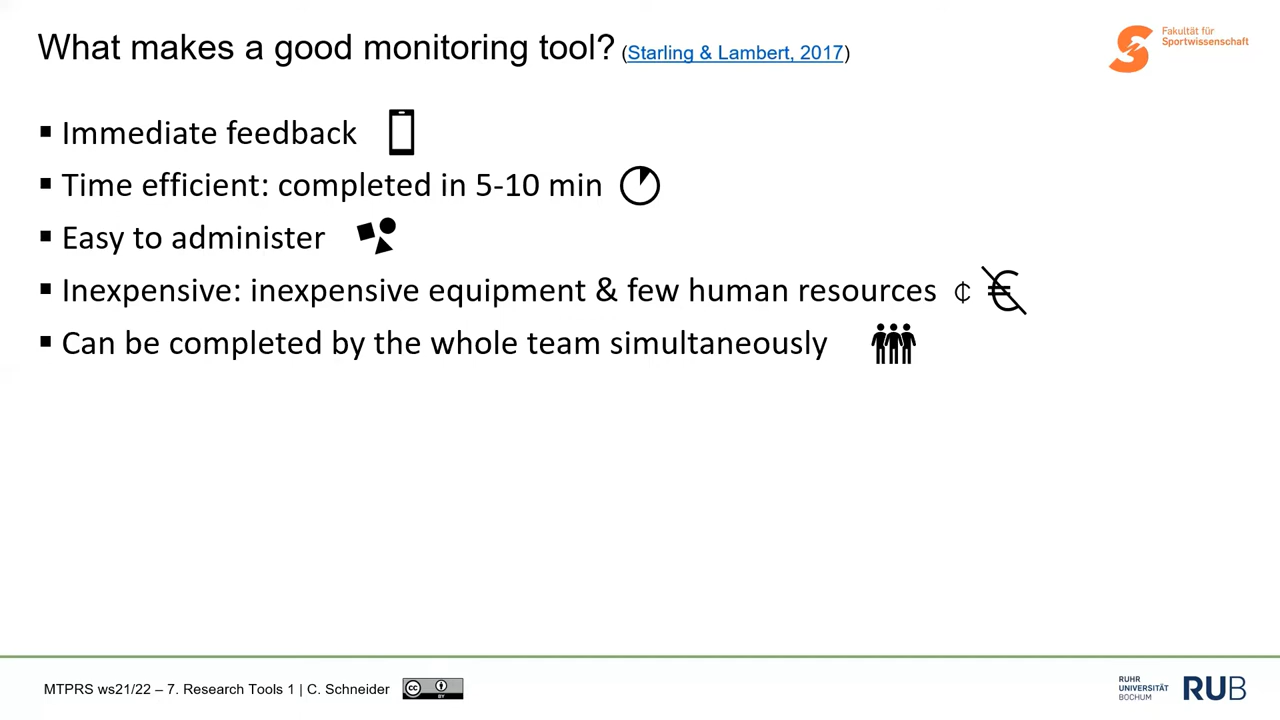 What makes a good monitoring tool? (Starling & Lambert, 2017)
Fakultät für
Sportwissenschaft
▪ Immediate feedback
▪ Time efficient: completed in 5-10 min
▪ Easy to administer
▪ Inexpensive: inexpensive equipment & few human resources ¢ €
▪ Can be completed by the whole team simultaneously
MTPRS ws21/22 – 7. Research Tools 1 | C. Schneider
cc
BY
RUHR
UNIVERSITÄT
BOCHUM
RUB